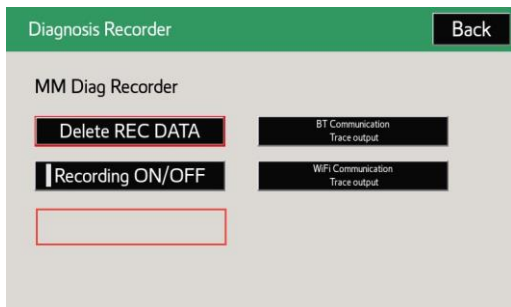 Diagnosis Recorder
Back
MM Diag Recorder
Delete REC DATA
BT Communication
Trace output
Recording ON/OFF
WiFi Communication
Trace output